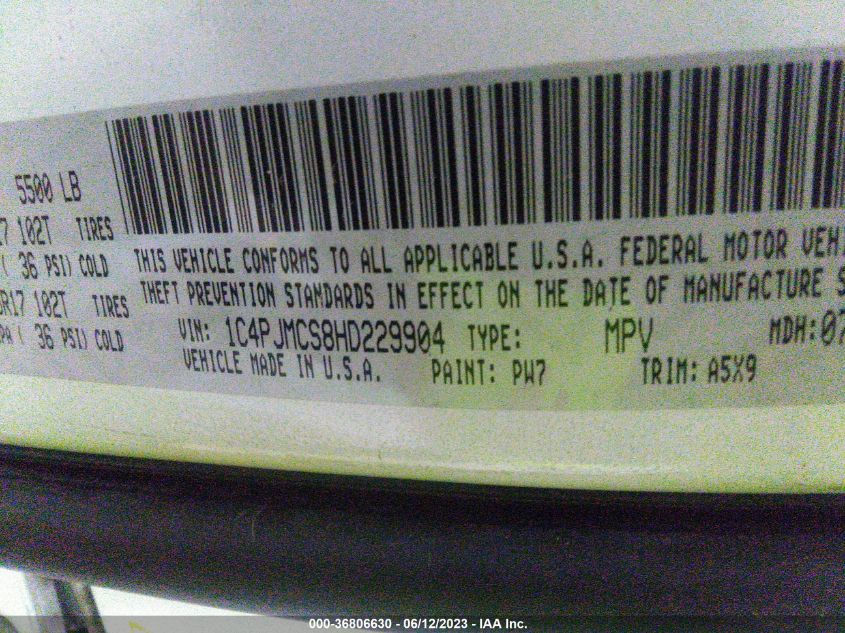 5500 LB
102T TIRES
( 36 PSI) COLD
THIS VEHICLE CONFORMS TO ALL APPLICABLE U.S.A. FEDERAL MOTOR VEHI
R17 102T TIRES
THEFT PREVENTION STANDARDS IN EFFECT ON THE DATE OF MANUFACTURE S
( 36 PSI) COLD
VIN: 1C4PJMCS8HD229904 TYPE: MPV MDH:07
VEHICLE MADE IN U.S.A. PAINT: PW7 TRIM: A5X9
000-36806630 - 06/12/2023 - IAA Inc.